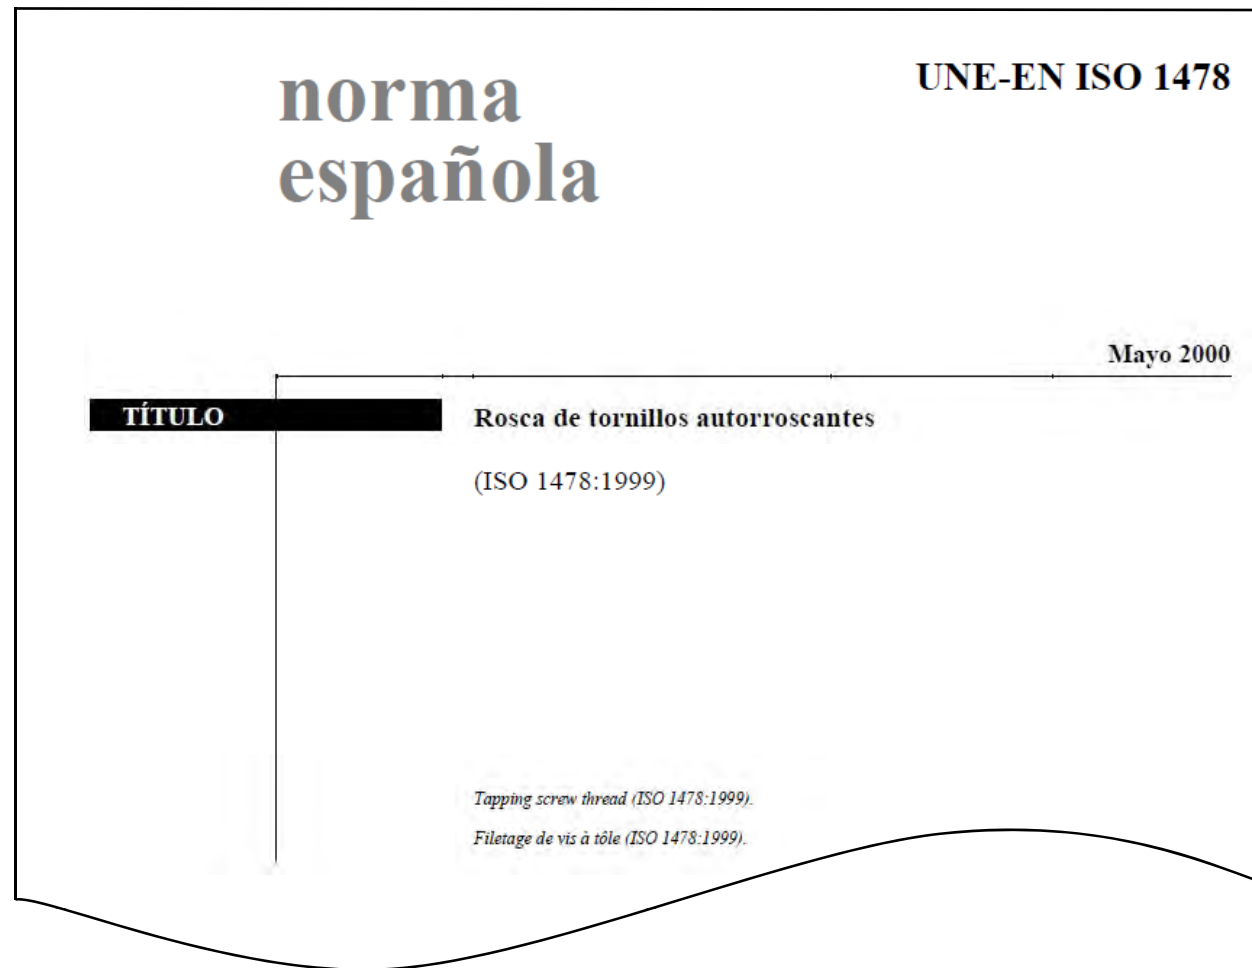 norma
española
UNE-EN ISO 1478
Mayo 2000
TÍTULO
Rosca de tornillos autorroscantes
(ISO 1478:1999)
Tapping screw thread (ISO 1478:1999).
Filetage de vis à tôle (ISO 1478:1999).